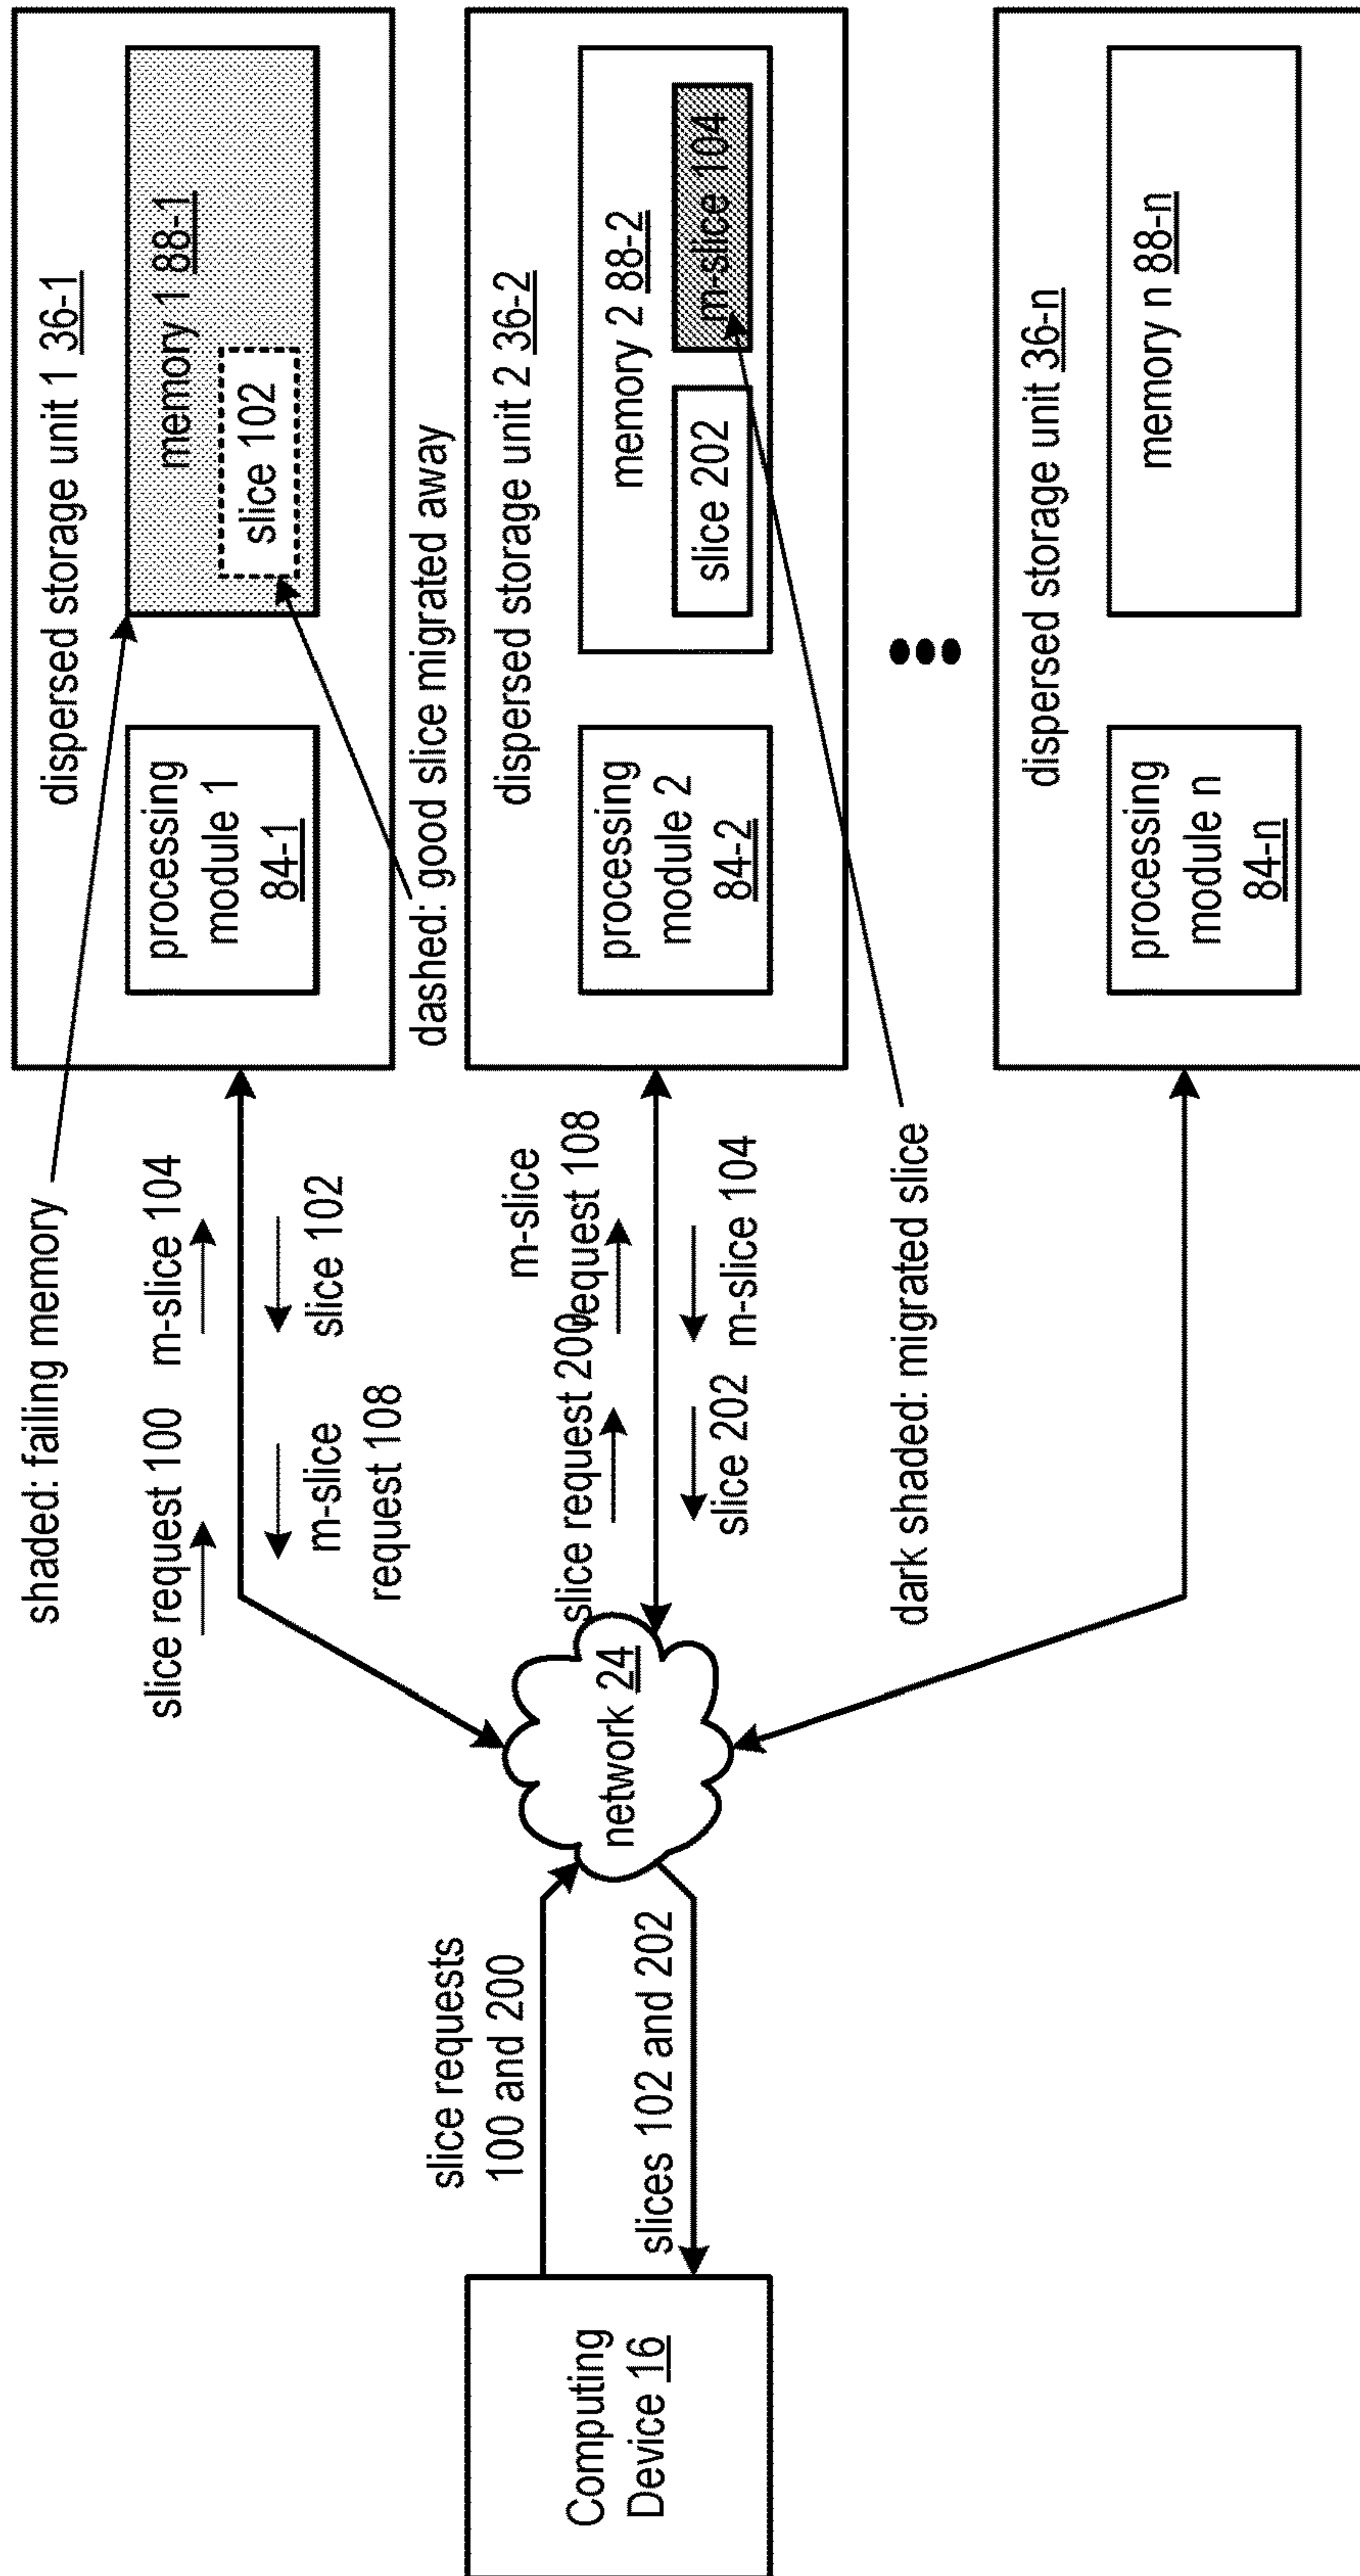 shaded: failing memory
slice request 100
m-slice 104
m-slice
request 108
slice 102
dispersed storage unit 1 36-1
processing
module 1
84-1
memory 1 88-1
slice 102
dashed: good slice migrated away
Computing
Device 16
slice requests
100 and 200
slices 102 and 202
network 24
slice request 200
m-slice
request 108
slice 202
m-slice 104
dispersed storage unit 2 36-2
processing
module 2
84-2
memory 2 88-2
slice 202
m-slice 104
dark shaded: migrated slice
dispersed storage unit 36-n
processing
module n
84-n
memory n 88-n